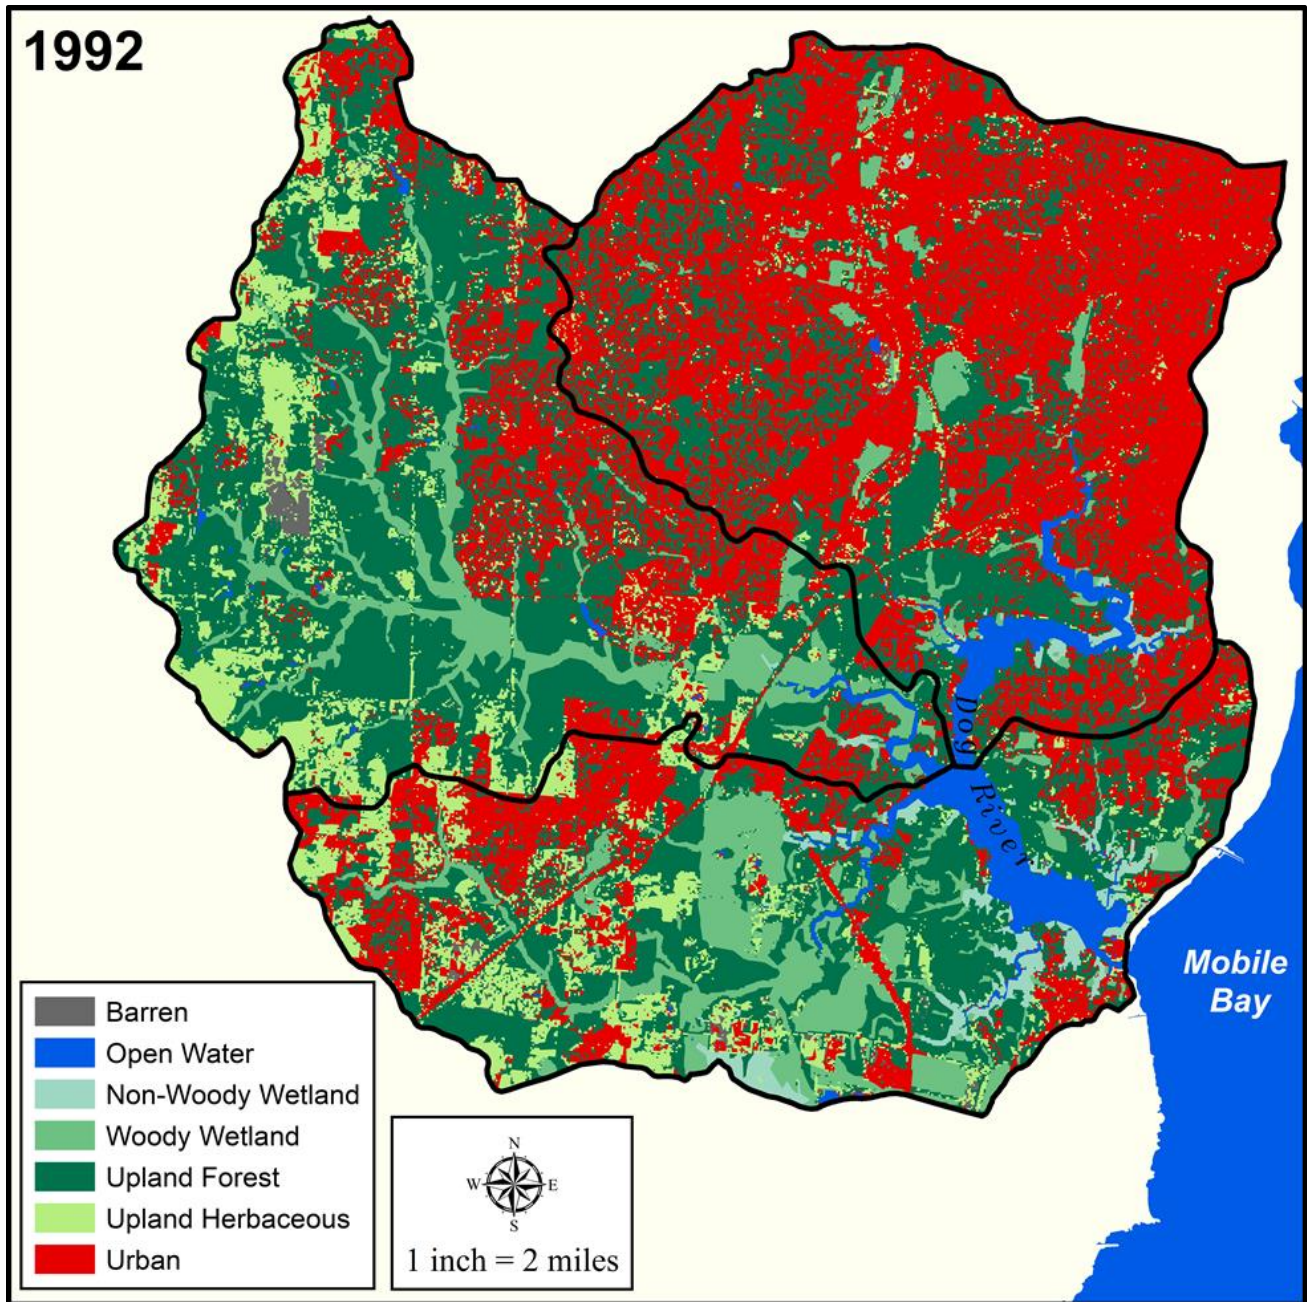 1992
Dog
River
Mobile
Bay
Barren
Open Water
Non-Woody Wetland
Woody Wetland
Upland Forest
Upland Herbaceous
Urban
N
W E
S
1 inch = 2 miles